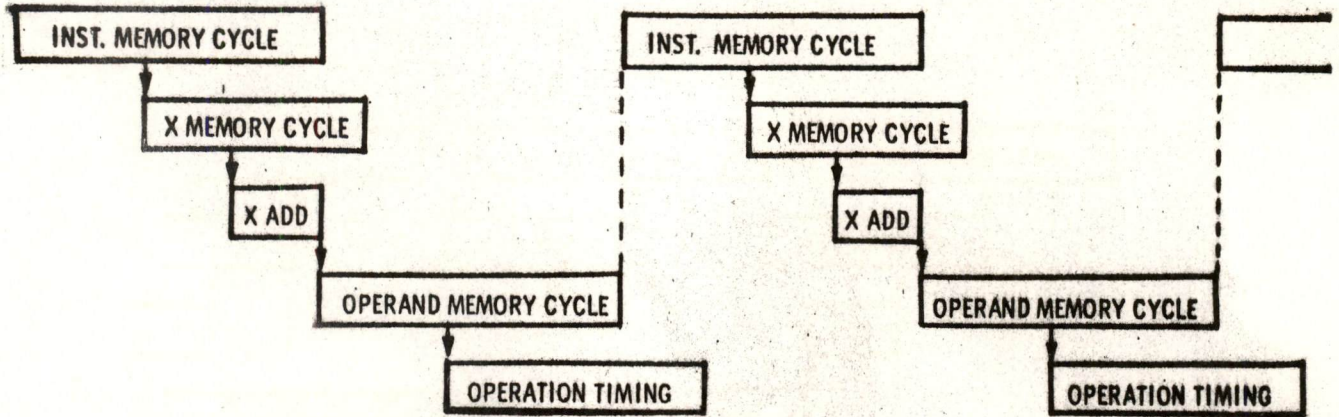 INST. MEMORY CYCLE
INST. MEMORY CYCLE
X MEMORY CYCLE
X MEMORY CYCLE
X ADD
X ADD
OPERAND MEMORY CYCLE
OPERAND MEMORY CYCLE
OPERATION TIMING
OPERATION TIMING